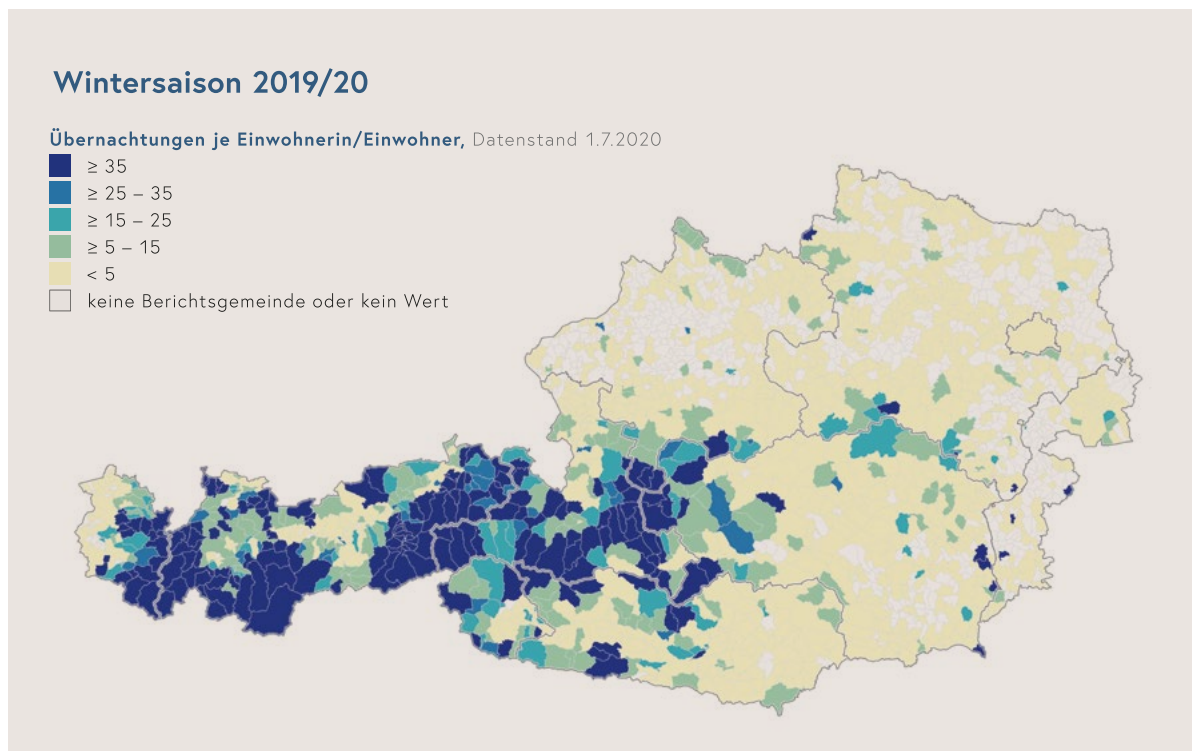 Wintersaison 2019/20
Übernachtungen je Einwohnerin/Einwohner, Datenstand 1.7.2020
≥ 35
≥ 25 – 35
≥ 15 – 25
≥ 5 – 15
< 5
keine Berichtsgemeinde oder kein Wert